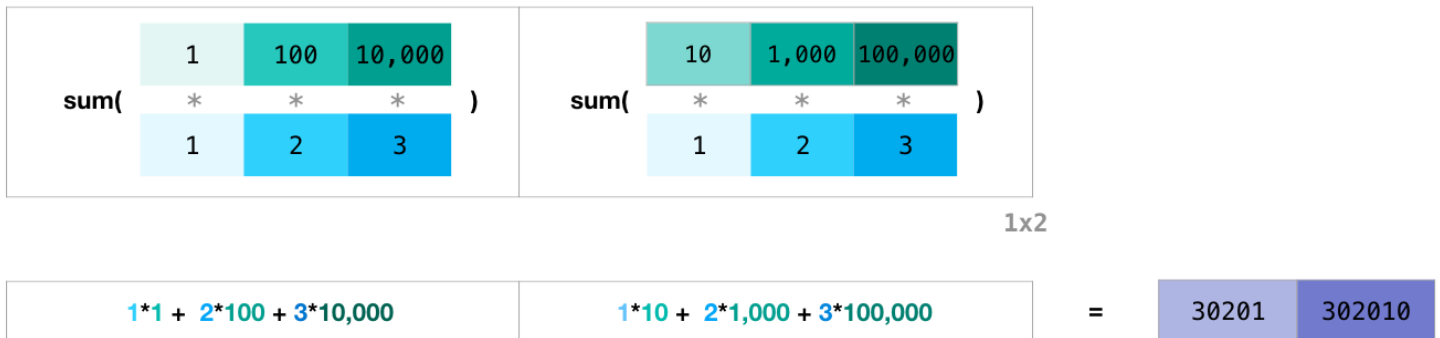 1 100 10,000 10 1,000 100,000
sum( * * * ) sum( * * * )
1 2 3 1 2 3
1x2
1*1 + 2*100 + 3*10,000 1*10 + 2*1,000 + 3*100,000 = 30201 302010